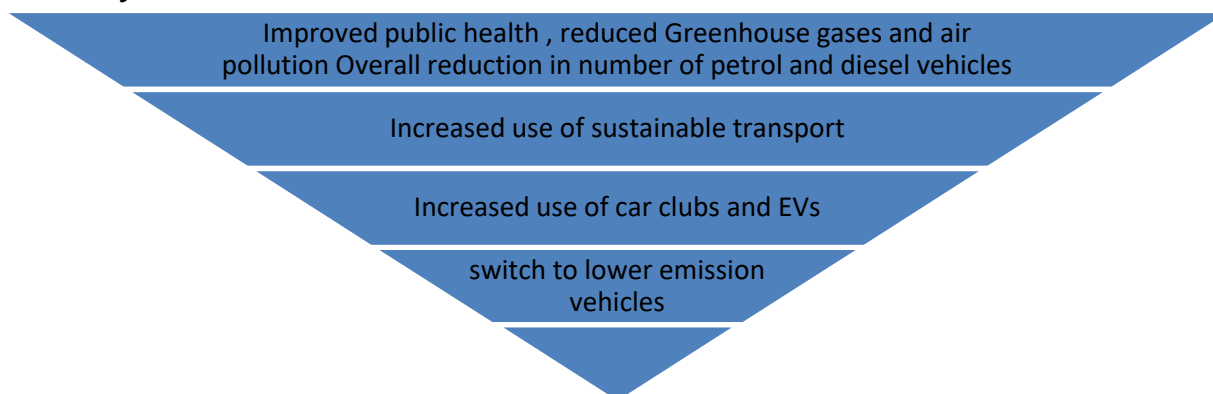 Improved public health , reduced Greenhouse gases and air
pollution Overall reduction in number of petrol and diesel vehicles
Increased use of sustainable transport
Increased use of car clubs and EVs
switch to lower emission
vehicles